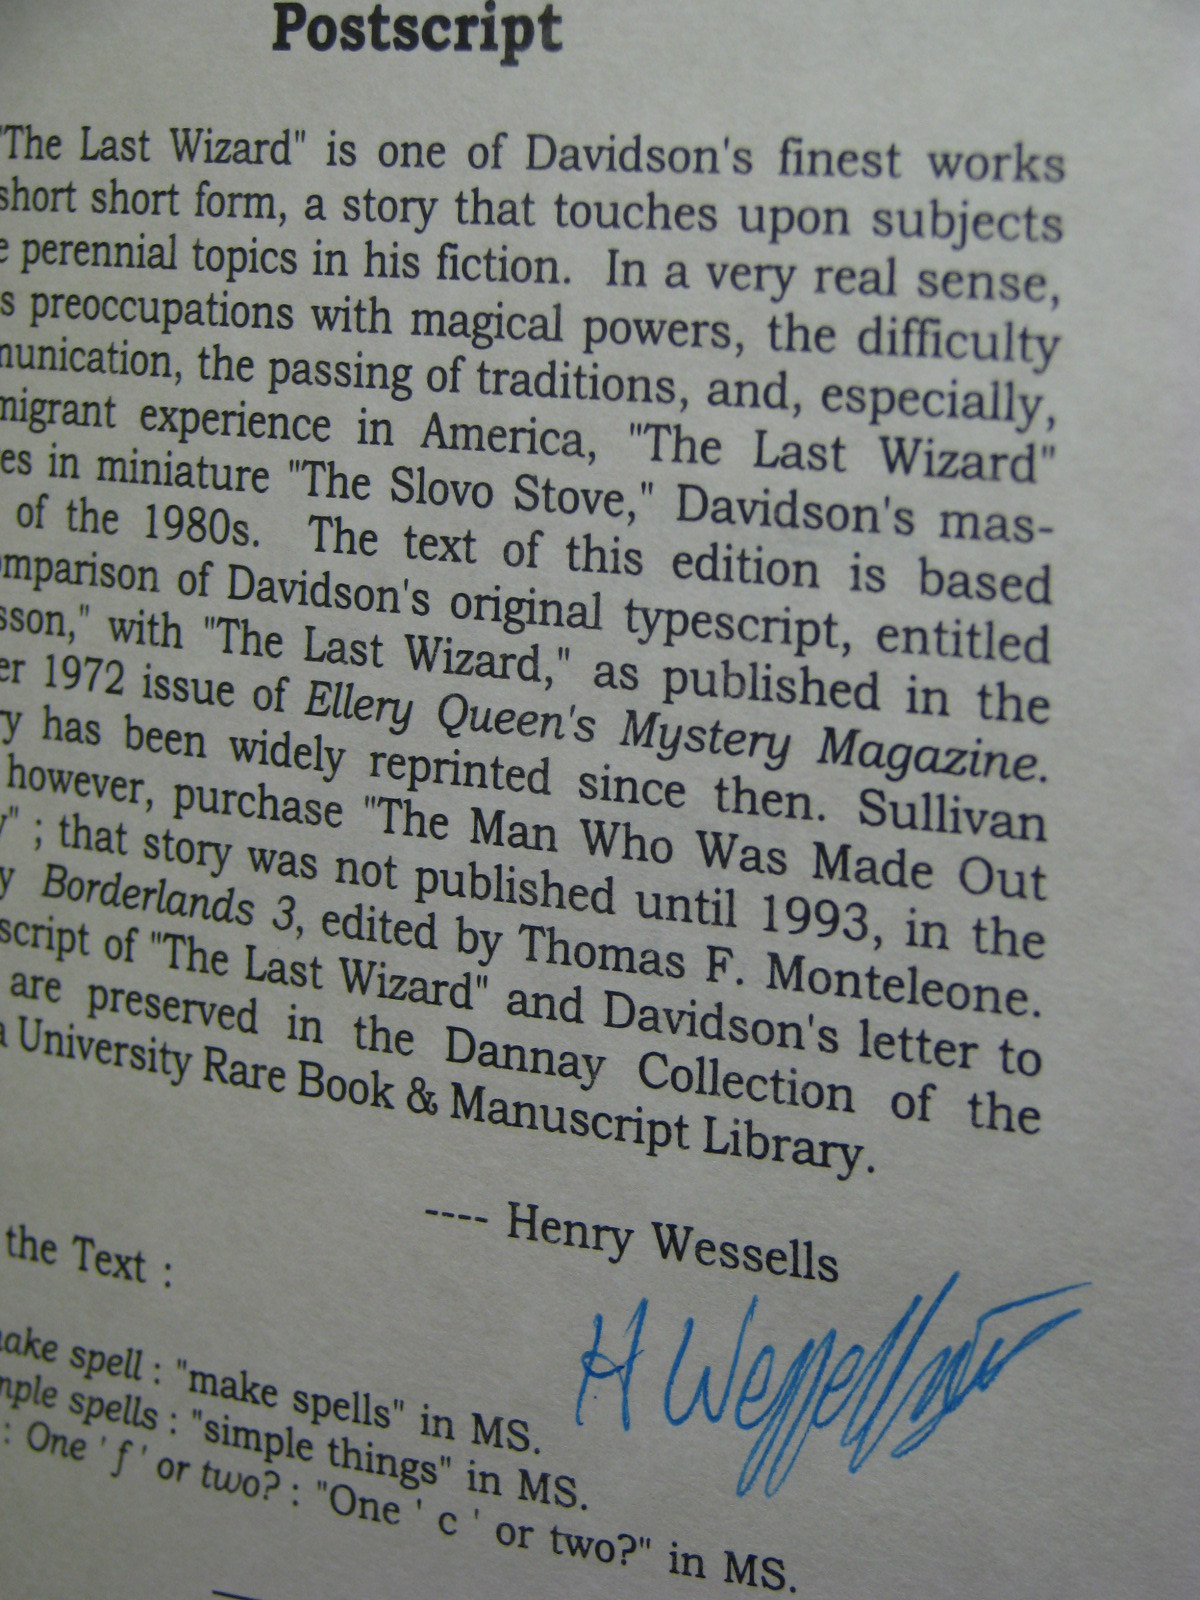 Postscript
"The Last Wizard" is one of Davidson's finest works
short short form, a story that touches upon subjects
perennial topics in his fiction. In a very real sense,
preoccupations with magical powers, the difficulty
the passing of traditions, and, especially,
experience in America, "The Last Wizard"
in miniature "The Slovo Stove," Davidson's mas-
of the 1980s. The text of this edition is based
of Davidson's original typescript, entitled
with "The Last Wizard," as published in the
1972 issue of Ellery Queen's Mystery Magazine.
has been widely reprinted since then. Sullivan
however, purchase "The Man Who Was Made Out
; that story was not published until 1993, in the
Borderlands 3, edited by Thomas F. Monteleone.
script of "The Last Wizard" and Davidson's letter to
are preserved in the Dannay Collection of the
University Rare Book & Manuscript Library.
---- Henry Wessells
H Wessells
the Text :
spell : "make spells" in MS.
spells : "simple things" in MS.
: One ' f ' or two? : "One ' c ' or two?" in MS.